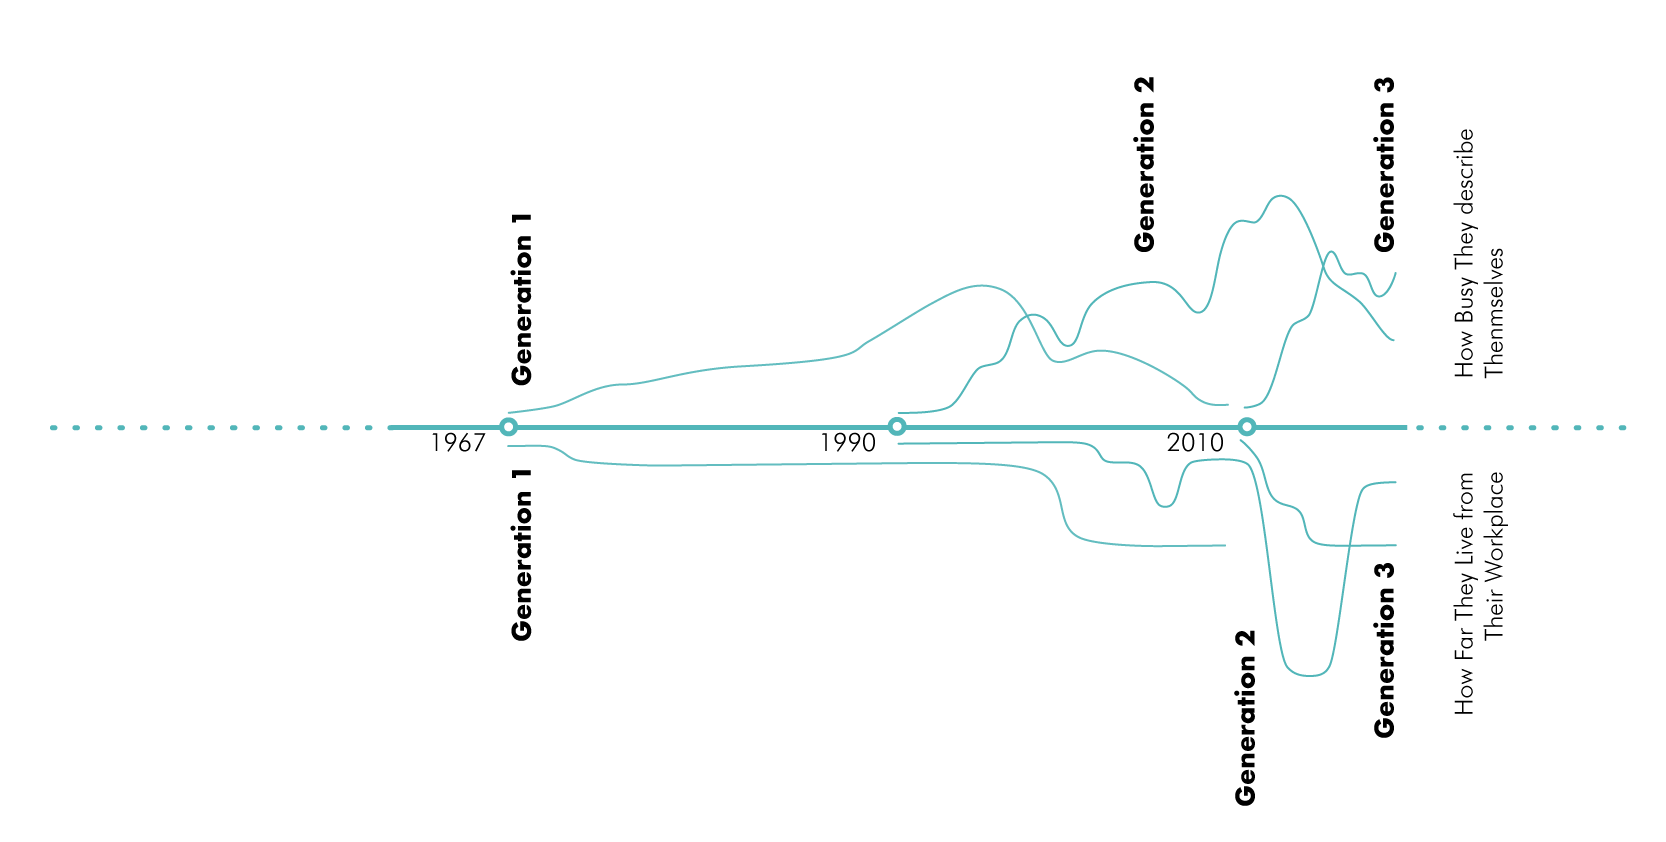 Generation 1
Generation 2
Generation 3
How Busy They describe
Thenmselves
1967
1990
2010
Generation 1
Generation 2
Generation 3
How Far They Live from
Their Workplace